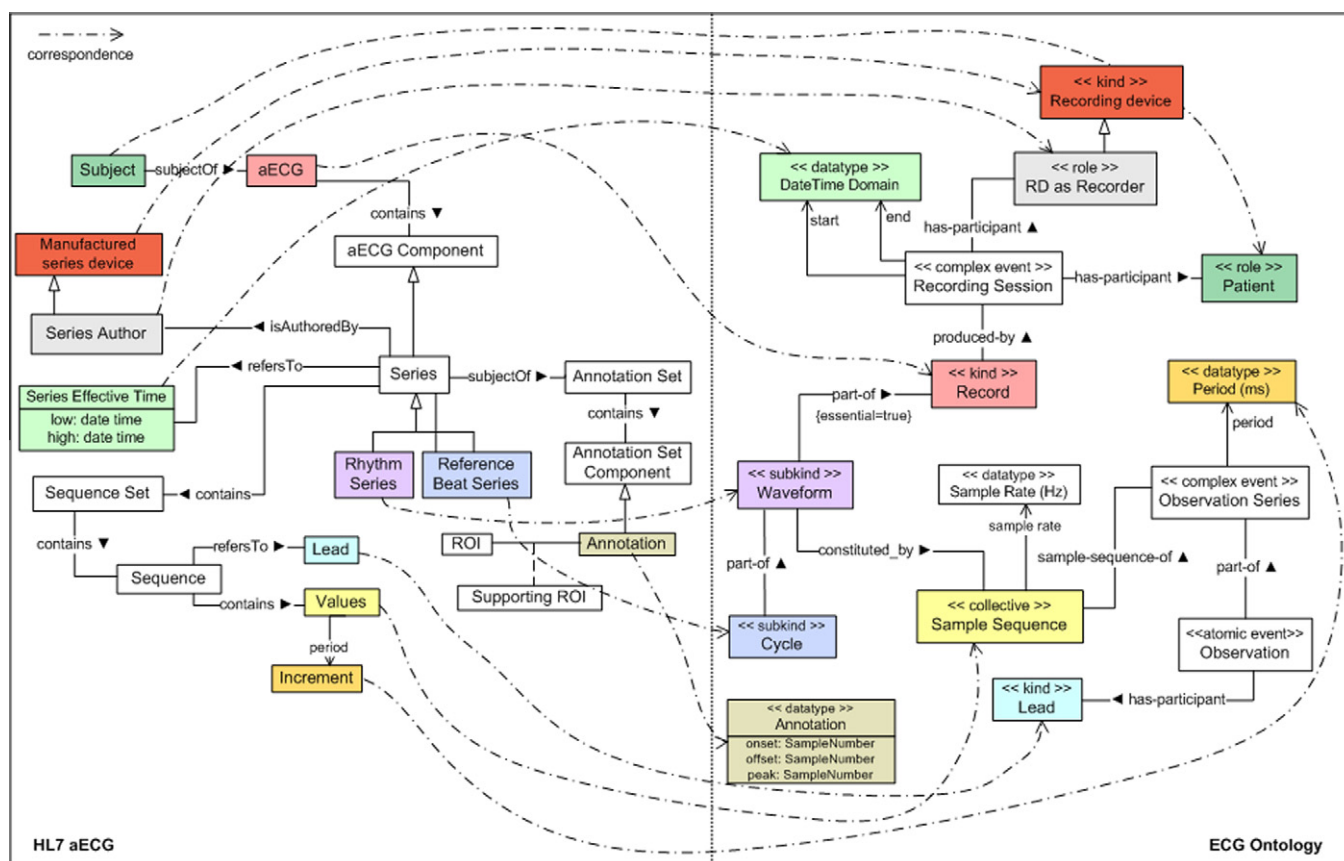 correspondence
Subject
subjectOf ►
aECG
contains ▼
Manufactured
series device
aECG Component
Series Author
◄ isAuthoredBy
◄ refersTo
Series
subjectOf ►
Annotation Set
Series Effective Time
low: date time
high: date time
contains ▼
Rhythm
Series
Reference
Beat Series
Annotation Set
Component
Sequence Set
◄ contains
contains ▼
refersTo ►
Lead
ROI
Annotation
Sequence
contains ►
Values
Supporting ROI
period
Increment
HL7 aECG
<< kind >>
Recording device
<< datatype >>
DateTime Domain
<< role >>
RD as Recorder
start
end
has-participant ▲
<< complex event >>
Recording Session
has-participant ►
<< role >>
Patient
produced-by ▲
<< kind >>
Record
part-of ►
{essential=true}
<< datatype >>
Period (ms)
period
<< subkind >>
Waveform
<< datatype >>
Sample Rate (Hz)
<< complex event >>
Observation Series
sample rate
part-of ▲
constituted_by ►
sample-sequence-of ▲
part-of ▲
<< subkind >>
Cycle
<< collective >>
Sample Sequence
<<atomic event>>
Observation
<< kind >>
Lead
◄ has-participant
<< datatype >>
Annotation
onset: SampleNumber
offset: SampleNumber
peak: SampleNumber
ECG Ontology